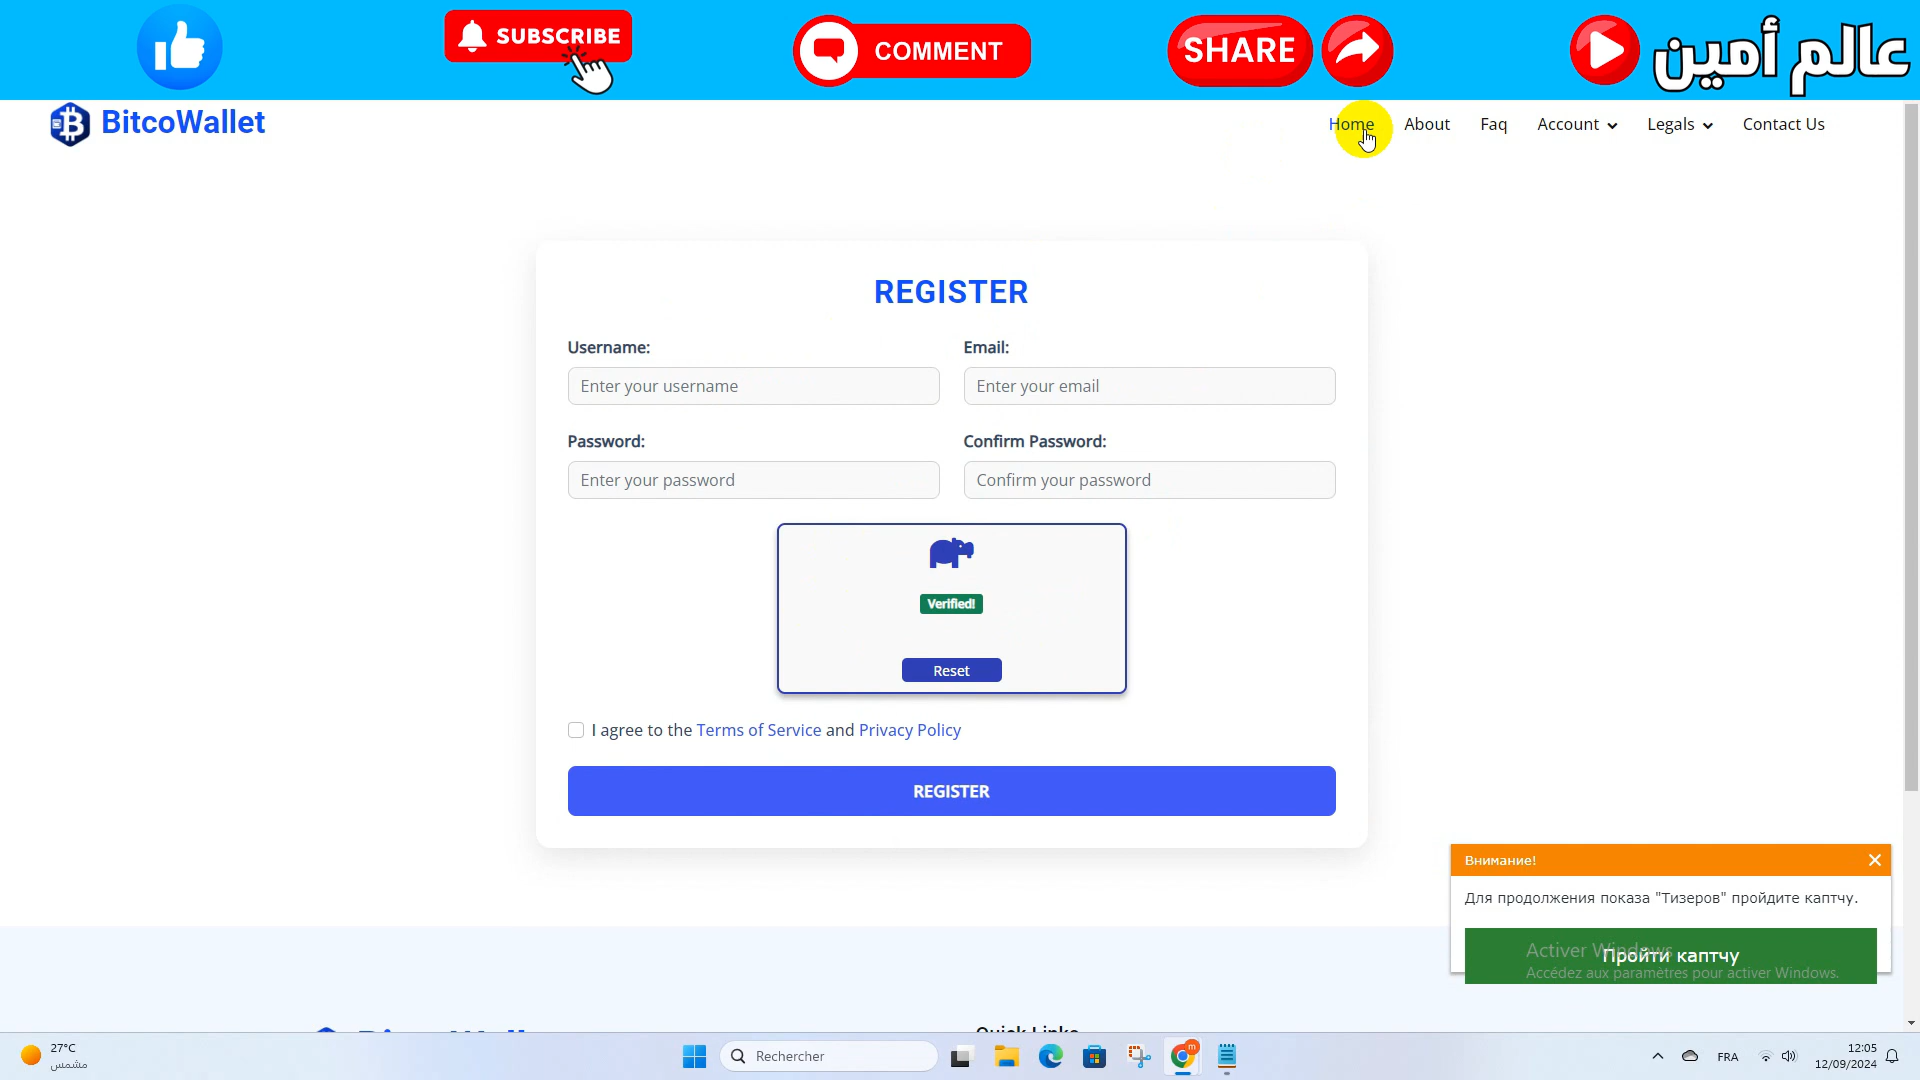 SUBSCRIBE
COMMENT
SHARE
عالم أمين
BitcoWallet
Home About Faq Account Legals Contact Us
REGISTER
Username: Email:
Enter your username Enter your email
Password: Confirm Password:
Enter your password Confirm your password
Verified!
Reset
I agree to the Terms of Service and Privacy Policy
REGISTER
Внимание!
Для продолжения показа "Тизеров" пройдите каптчу.
Пройти каптчу
Activer Windows
Accédez aux paramètres pour activer Windows.
BitcoWallet
Quick Links
27°C
مشمس
Rechercher
m
FRA
12:05
12/09/2024